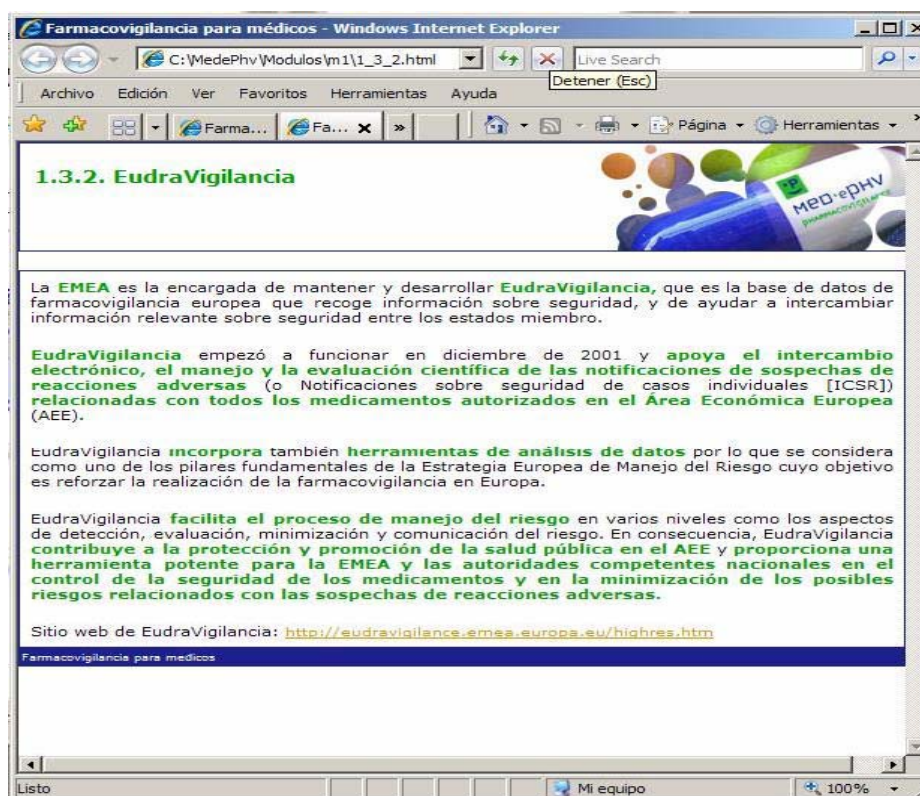 Farmacovigilancia para médicos - Windows Internet Explorer
C:\MedePhv\Modulos\m1\1_3_2.html
Live Search
Detener (Esc)
Archivo Edición Ver Favoritos Herramientas Ayuda
Farma...
Fa...
Página
Herramientas
1.3.2. EudraVigilancia
MED-ePHV
PHARMACOVIGILANCE
La EMEA es la encargada de mantener y desarrollar EudraVigilancia, que es la base de datos de
farmacovigilancia europea que recoge información sobre seguridad, y de ayudar a intercambiar
información relevante sobre seguridad entre los estados miembro.
EudraVigilancia empezó a funcionar en diciembre de 2001 y apoya el intercambio
electrónico, el manejo y la evaluación científica de las notificaciones de sospechas de
reacciones adversas (o Notificaciones sobre seguridad de casos individuales [ICSR])
relacionadas con todos los medicamentos autorizados en el Área Económica Europea
(AEE).
EudraVigilancia incorpora también herramientas de análisis de datos por lo que se considera
como uno de los pilares fundamentales de la Estrategia Europea de Manejo del Riesgo cuyo objetivo
es reforzar la realización de la farmacovigilancia en Europa.
EudraVigilancia facilita el proceso de manejo del riesgo en varios niveles como los aspectos
de detección, evaluación, minimización y comunicación del riesgo. En consecuencia, EudraVigilancia
contribuye a la protección y promoción de la salud pública en el AEE y proporciona una
herramienta potente para la EMEA y las autoridades competentes nacionales en el
control de la seguridad de los medicamentos y en la minimización de los posibles
riesgos relacionados con las sospechas de reacciones adversas.
Sitio web de EudraVigilancia: http://eudravigilance.emea.europa.eu/highres.htm
Farmacovigilancia para medicos
Listo
Mi equipo
100%